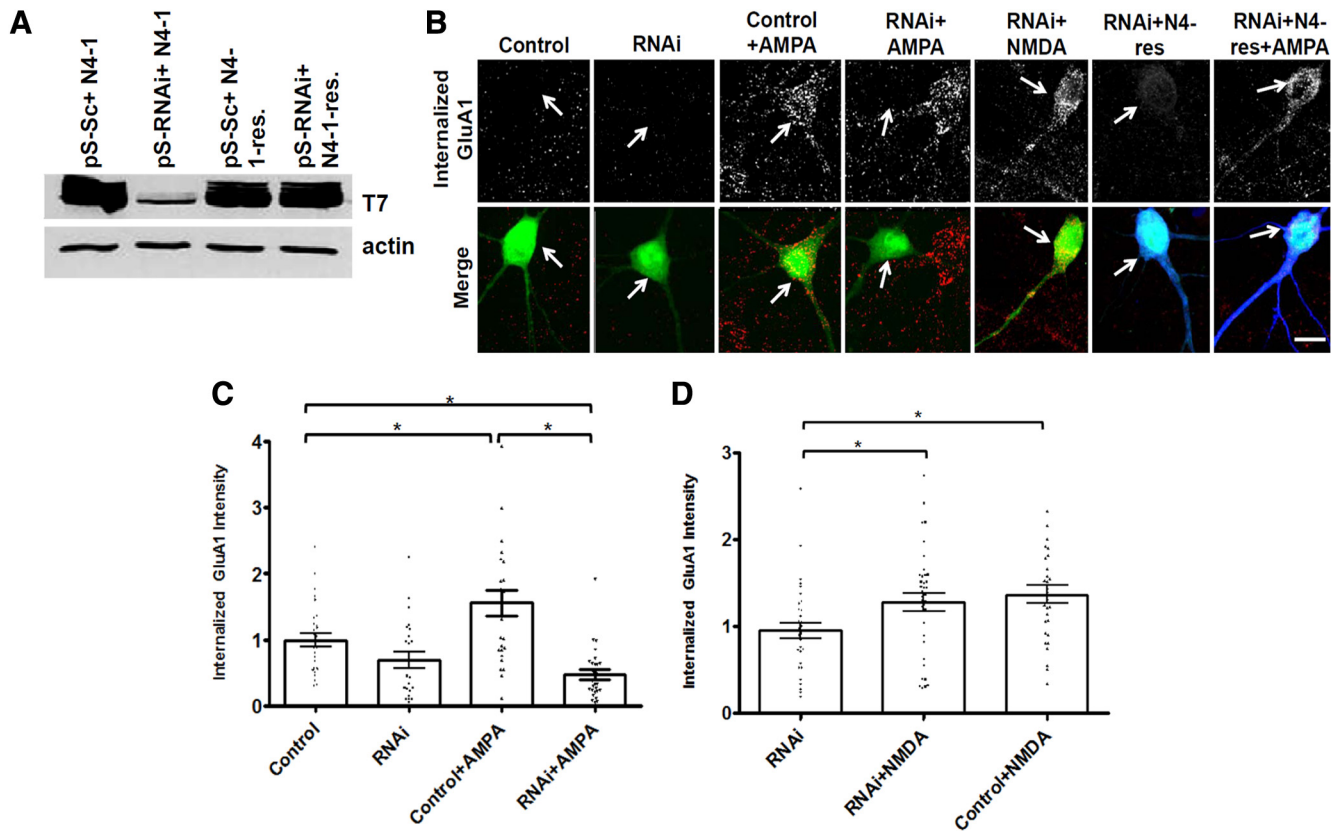 A
pS-Sc+ N4-1
pS-RNAi+ N4-1
pS-Sc+ N4-
1-res.
pS-RNAi+
N4-1-res.
T7
actin
B
Control
RNAi
Control
+AMPA
RNAi+
AMPA
RNAi+
NMDA
RNAi+N4-
res
RNAi+N4-
res+AMPA
Internalized
GluA1
Merge
C
*
*
*
Internalized GluA1 Intensity
4
3
2
1
0
Control
RNAi
Control+AMPA
RNAi+AMPA
D
*
*
Internalized GluA1 Intensity
3
2
1
0
RNAi
RNAi+NMDA
Control+NMDA